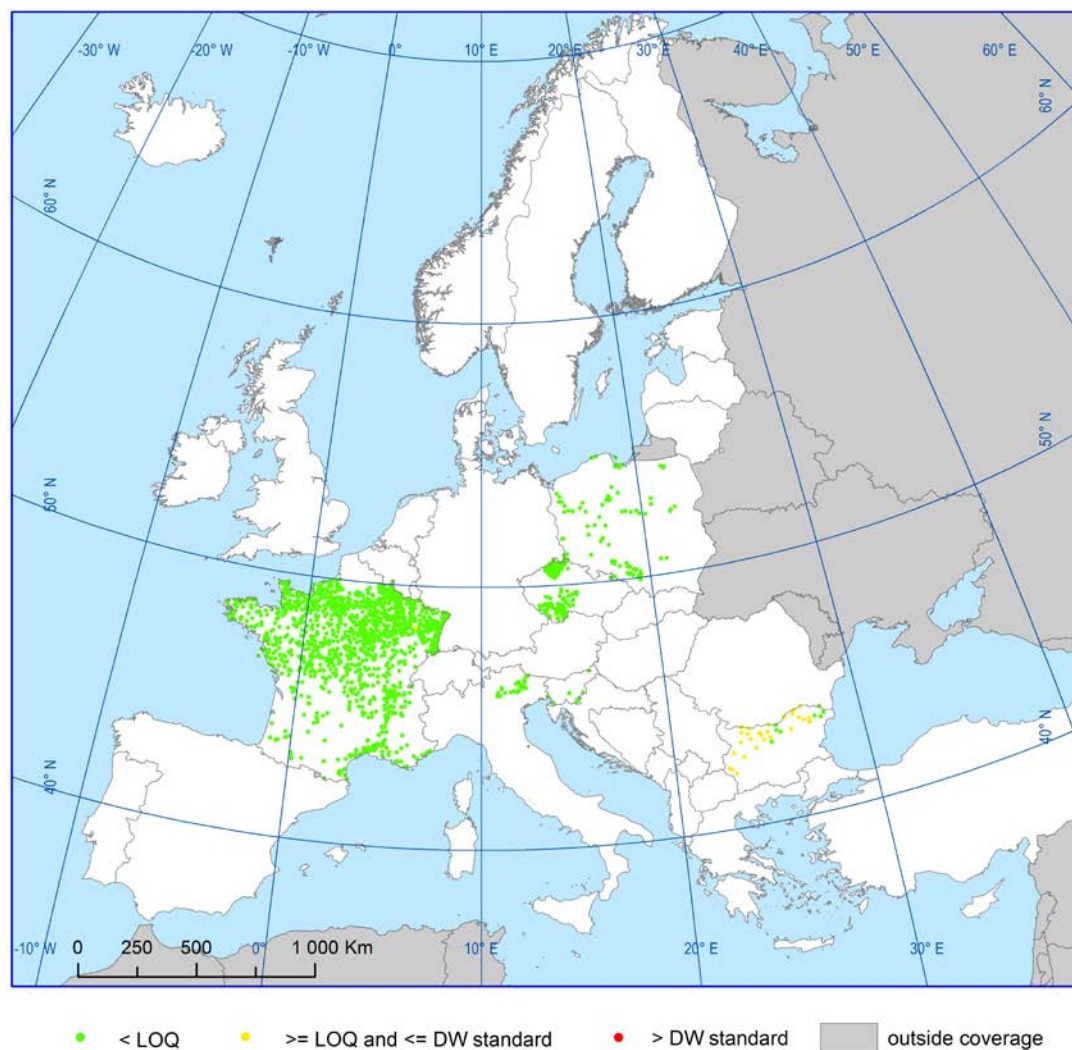 -30° W -20° W -10° W 0° 10° E 20° E 30° E 40° E 50° E 60° E
60° N
60° N
50° N
50° N
40° N
40° N
0 250 500 1 000 Km
-10° W 0° 10° E 20° E 30° E
< LOQ >= LOQ and <= DW standard > DW standard outside coverage